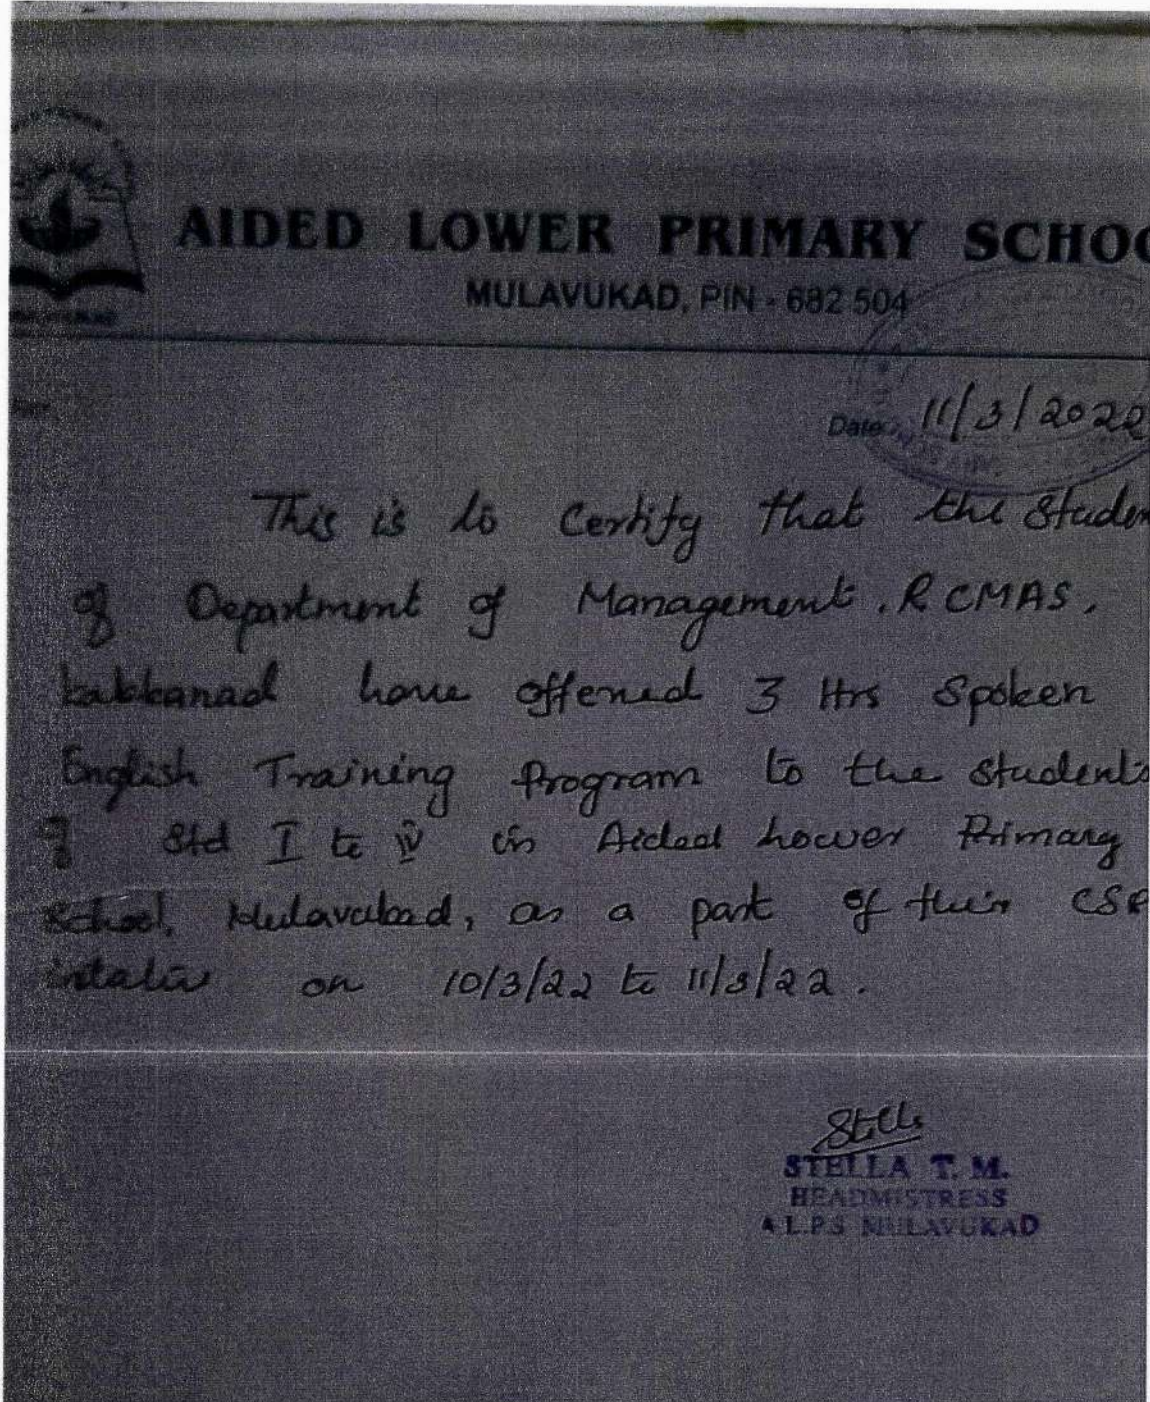 AIDED LOWER PRIMARY SCHOO
MULAVUKAD, PIN - 682 504
Date 11/3/2022
This is to Certify that the Studen
of Department of Management. RCMAS.
kakkanad have offered 3 Hrs Spoken
English Training Program to the students
of Std I to IV in Aided Lower Primary
School, Mulavukad, as a part of their CSR
on 10/3/22 to 11/3/22.
Stella
STELLA T. M.
HEADMISTRESS
A.L.P.S MULAVUKAD